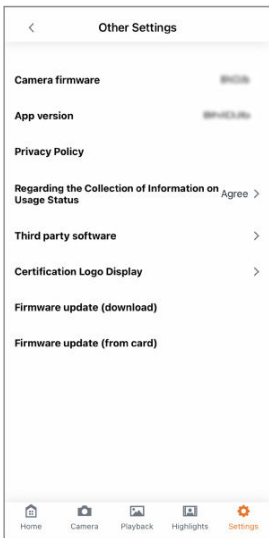 Other Settings
Camera firmware
App version
Privacy Policy
Regarding the Collection of Information on
Usage Status
Agree
Third party software
Certification Logo Display
Firmware update (download)
Firmware update (from card)
Home Camera Playback Highlights Settings